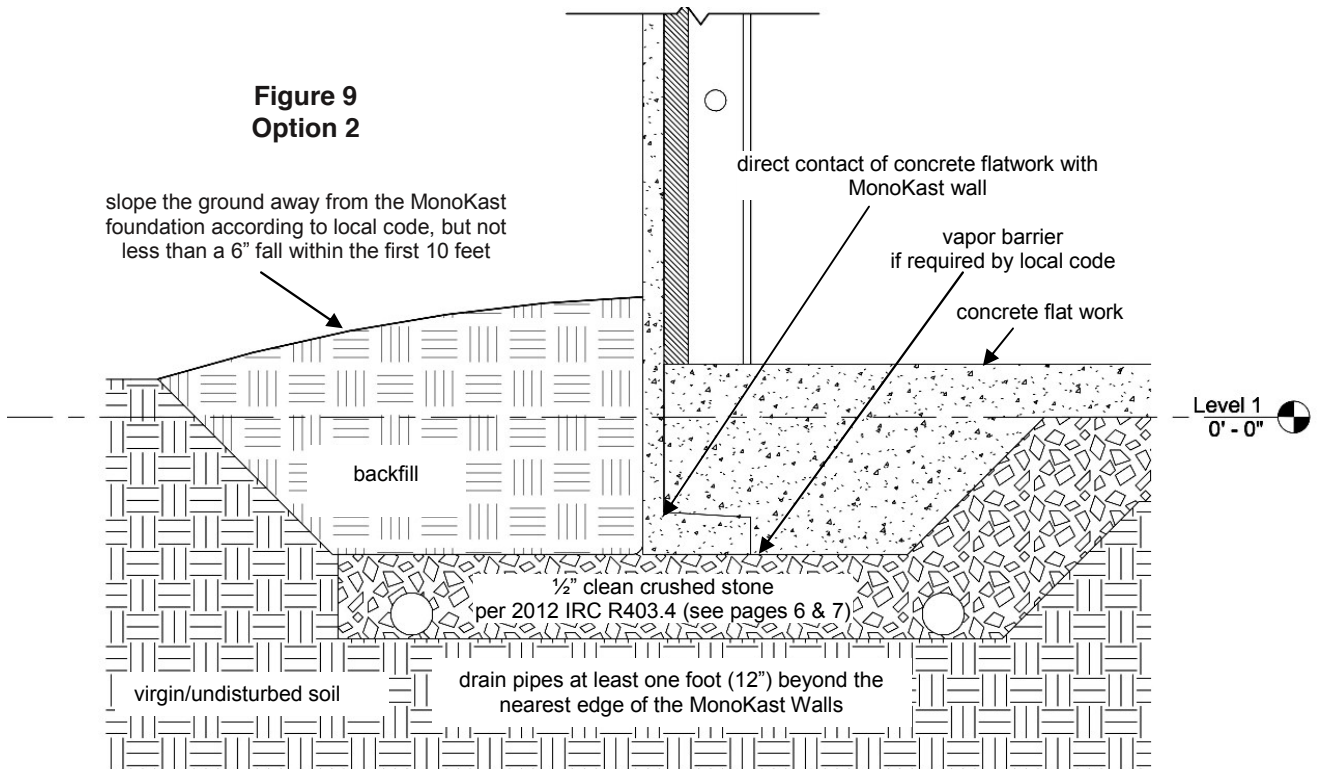 Figure 9
Option 2
slope the ground away from the MonoKast
foundation according to local code, but not
less than a 6” fall within the first 10 feet
direct contact of concrete flatwork with
MonoKast wall
vapor barrier
if required by local code
concrete flat work
Level 1
0' - 0"
backfill
½” clean crushed stone
per 2012 IRC R403.4 (see pages 6 & 7)
virgin/undisturbed soil
drain pipes at least one foot (12”) beyond the
nearest edge of the MonoKast Walls